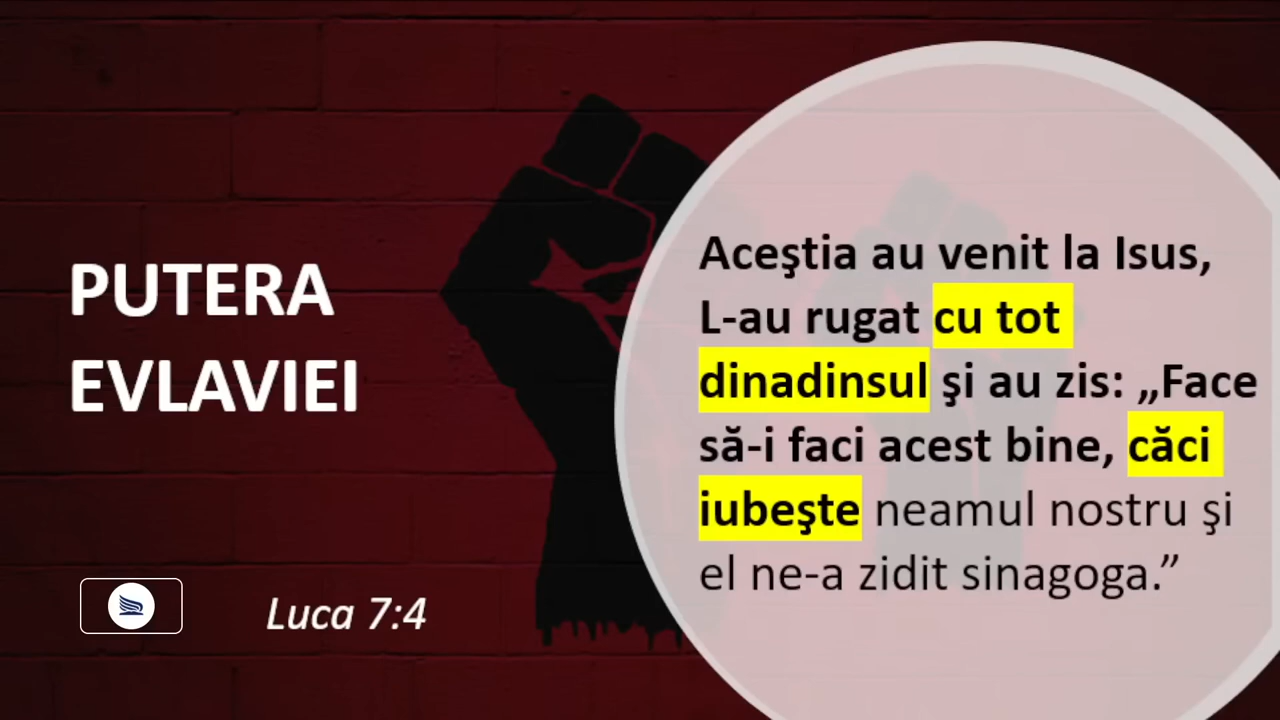 PUTERA
EVLAVIEI
Luca 7:4
Aceştia au venit la Isus,
L-au rugat cu tot
dinadinsul şi au zis: „Face
să-i faci acest bine, căci
iubeşte neamul nostru şi
el ne-a zidit sinagoga.”